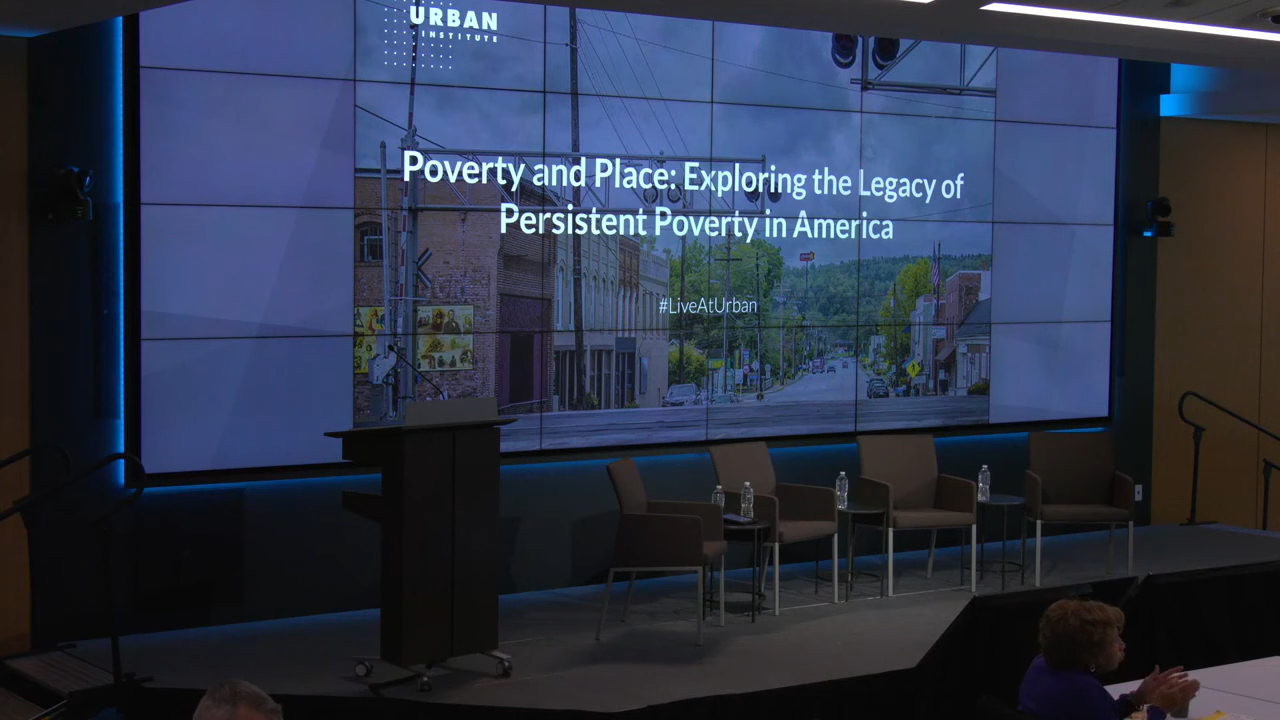 URBAN
INSTITUTE
Poverty and Place: Exploring the Legacy of
Persistent Poverty in America
#LiveAtUrban